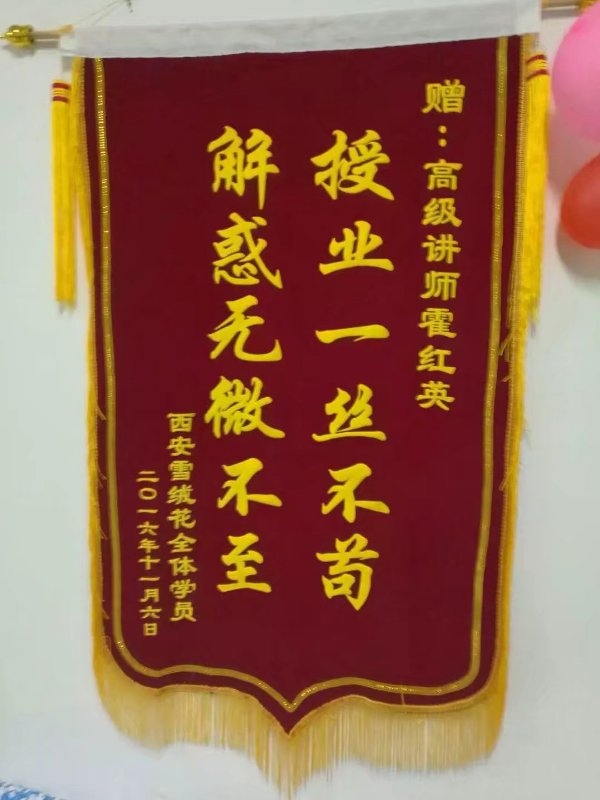 赠：高级讲师霍红英
授业一丝不苟
解惑无微不至
西安雪绒花全体学员
二〇一六年十一月六日